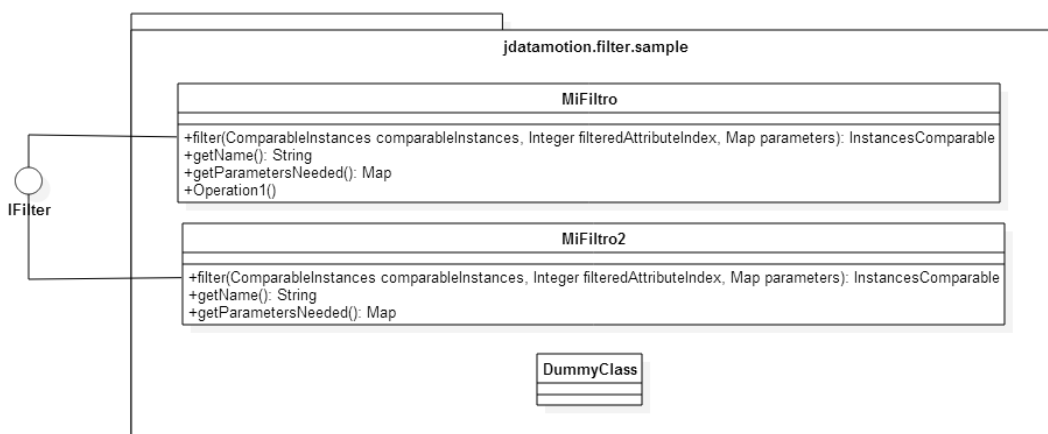 jdatamotion.filter.sample
MiFiltro
+filter(ComparableInstances comparableInstances, Integer filteredAttributeIndex, Map parameters): InstancesComparable
+getName(): String
+getParametersNeeded(): Map
+Operation1()
IFilter
MiFiltro2
+filter(ComparableInstances comparableInstances, Integer filteredAttributeIndex, Map parameters): InstancesComparable
+getName(): String
+getParametersNeeded(): Map
DummyClass